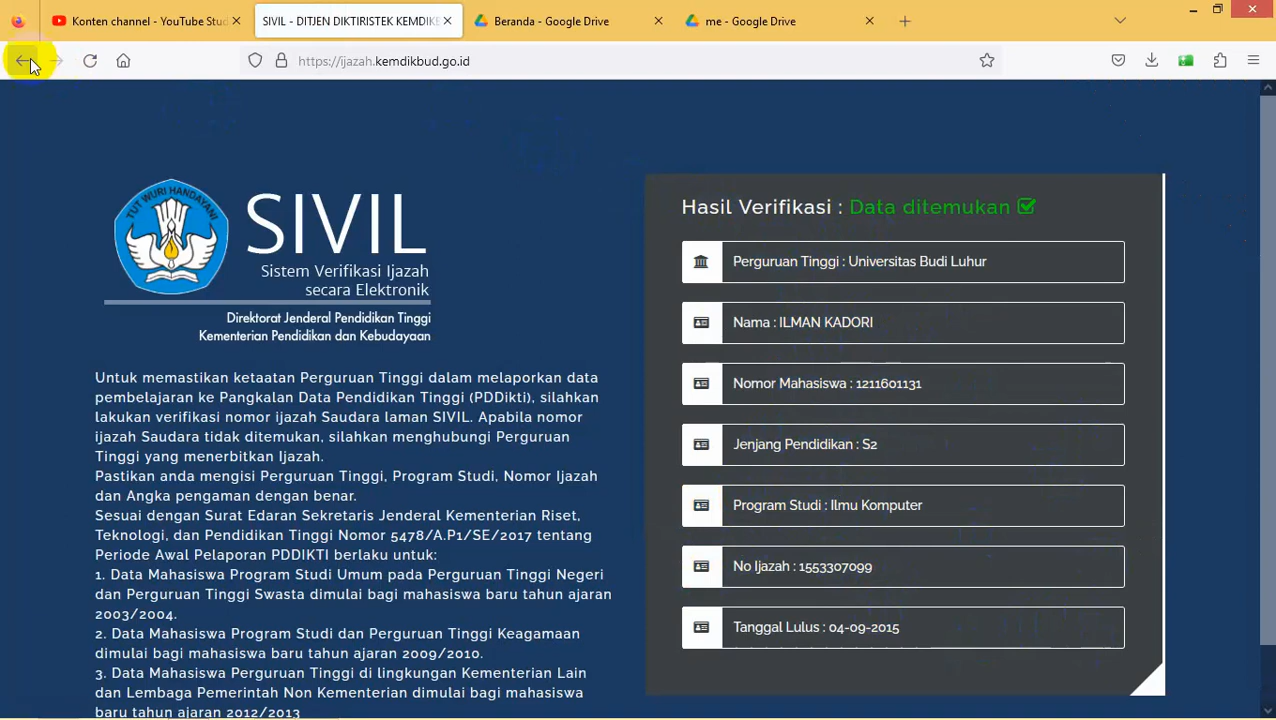 Konten channel - YouTube Stud
SIVIL - DITJEN DIKTIRISTEK KEMDIKE
Beranda - Google Drive
me - Google Drive
https://ijazah.kemdikbud.go.id
TUT WURI HANDAYANI
SIVIL
Sistem Verifikasi Ijazah
secara Elektronik
Direktorat Jenderal Pendidikan Tinggi
Kementerian Pendidikan dan Kebudayaan
Untuk memastikan ketaatan Perguruan Tinggi dalam melaporkan data
pembelajaran ke Pangkalan Data Pendidikan Tinggi (PDDikti), silahkan
lakukan verifikasi nomor ijazah Saudara laman SIVIL. Apabila nomor
ijazah Saudara tidak ditemukan, silahkan menghubungi Perguruan
Tinggi yang menerbitkan Ijazah.
Pastikan anda mengisi Perguruan Tinggi, Program Studi, Nomor Ijazah
dan Angka pengaman dengan benar.
Sesuai dengan Surat Edaran Sekretaris Jenderal Kementerian Riset,
Teknologi, dan Pendidikan Tinggi Nomor 5478/A.P1/SE/2017 tentang
Periode Awal Pelaporan PDDIKTI berlaku untuk:
1. Data Mahasiswa Program Studi Umum pada Perguruan Tinggi Negeri
dan Perguruan Tinggi Swasta dimulai bagi mahasiswa baru tahun ajaran
2003/2004.
2. Data Mahasiswa Program Studi dan Perguruan Tinggi Keagamaan
dimulai bagi mahasiswa baru tahun ajaran 2009/2010.
3. Data Mahasiswa Perguruan Tinggi di lingkungan Kementerian Lain
dan Lembaga Pemerintah Non Kementerian dimulai bagi mahasiswa
baru tahun ajaran 2012/2013
Hasil Verifikasi : Data ditemukan
Perguruan Tinggi : Universitas Budi Luhur
Nama : ILMAN KADORI
Nomor Mahasiswa : 1211601131
Jenjang Pendidikan : S2
Program Studi : Ilmu Komputer
No Ijazah : 1553307099
Tanggal Lulus : 04-09-2015